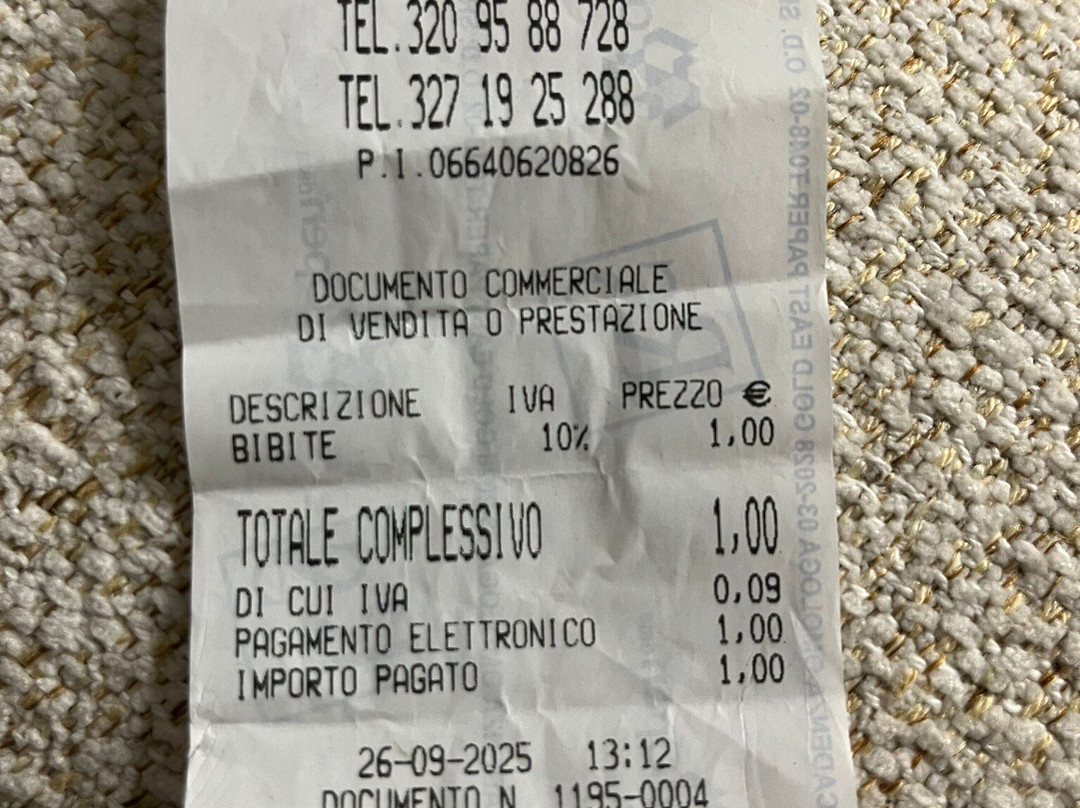 TEL.320 95 88 728
TEL.327 19 25 288
P.I.06640620826
DOCUMENTO COMMERCIALE
DI VENDITA O PRESTAZIONE
DESCRIZIONE IVA PREZZO €
BIBITE 10% 1,00
TOTALE COMPLESSIVO 1,00
DI CUI IVA 0,09
PAGAMENTO ELETTRONICO 1,00
IMPORTO PAGATO 1,00
26-09-2025 13:12
DOCUMENTO N. 1195-0004